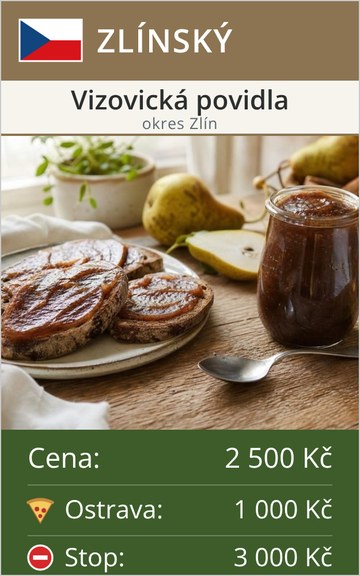 ZLÍNSKÝ
Vizovická povidla
okres Zlín
Cena: 2 500 Kč
Ostrava: 1 000 Kč
Stop: 3 000 Kč